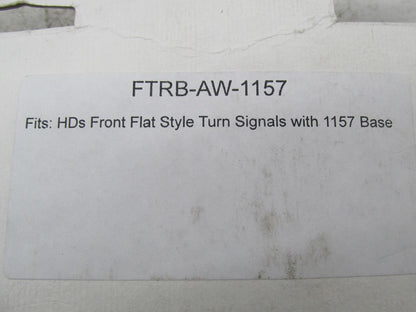 FTRB-AW-1157
Fits: HDs Front Flat Style Turn Signals with 1157 Base